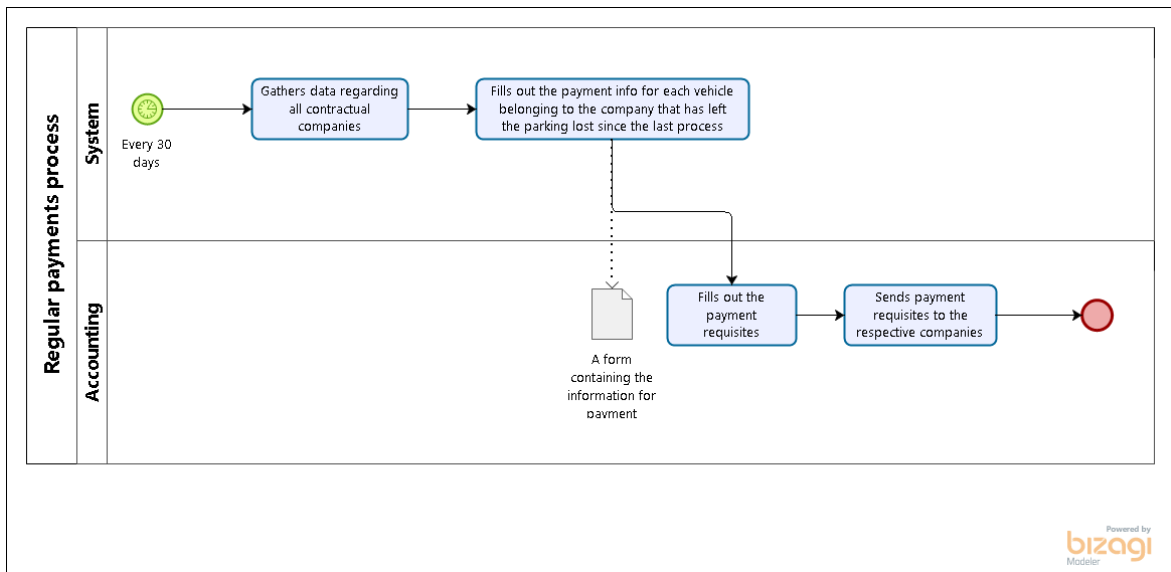 Regular payments process
System
Every 30
days
Gathers data regarding
all contractual
companies
Fills out the payment info for each vehicle
belonging to the company that has left
the parking lost since the last process
Accounting
A form
containing the
information for
payment
Fills out the
payment
requisites
Sends payment
requisites to the
respective companies
Powered by
bizagi
Modeler